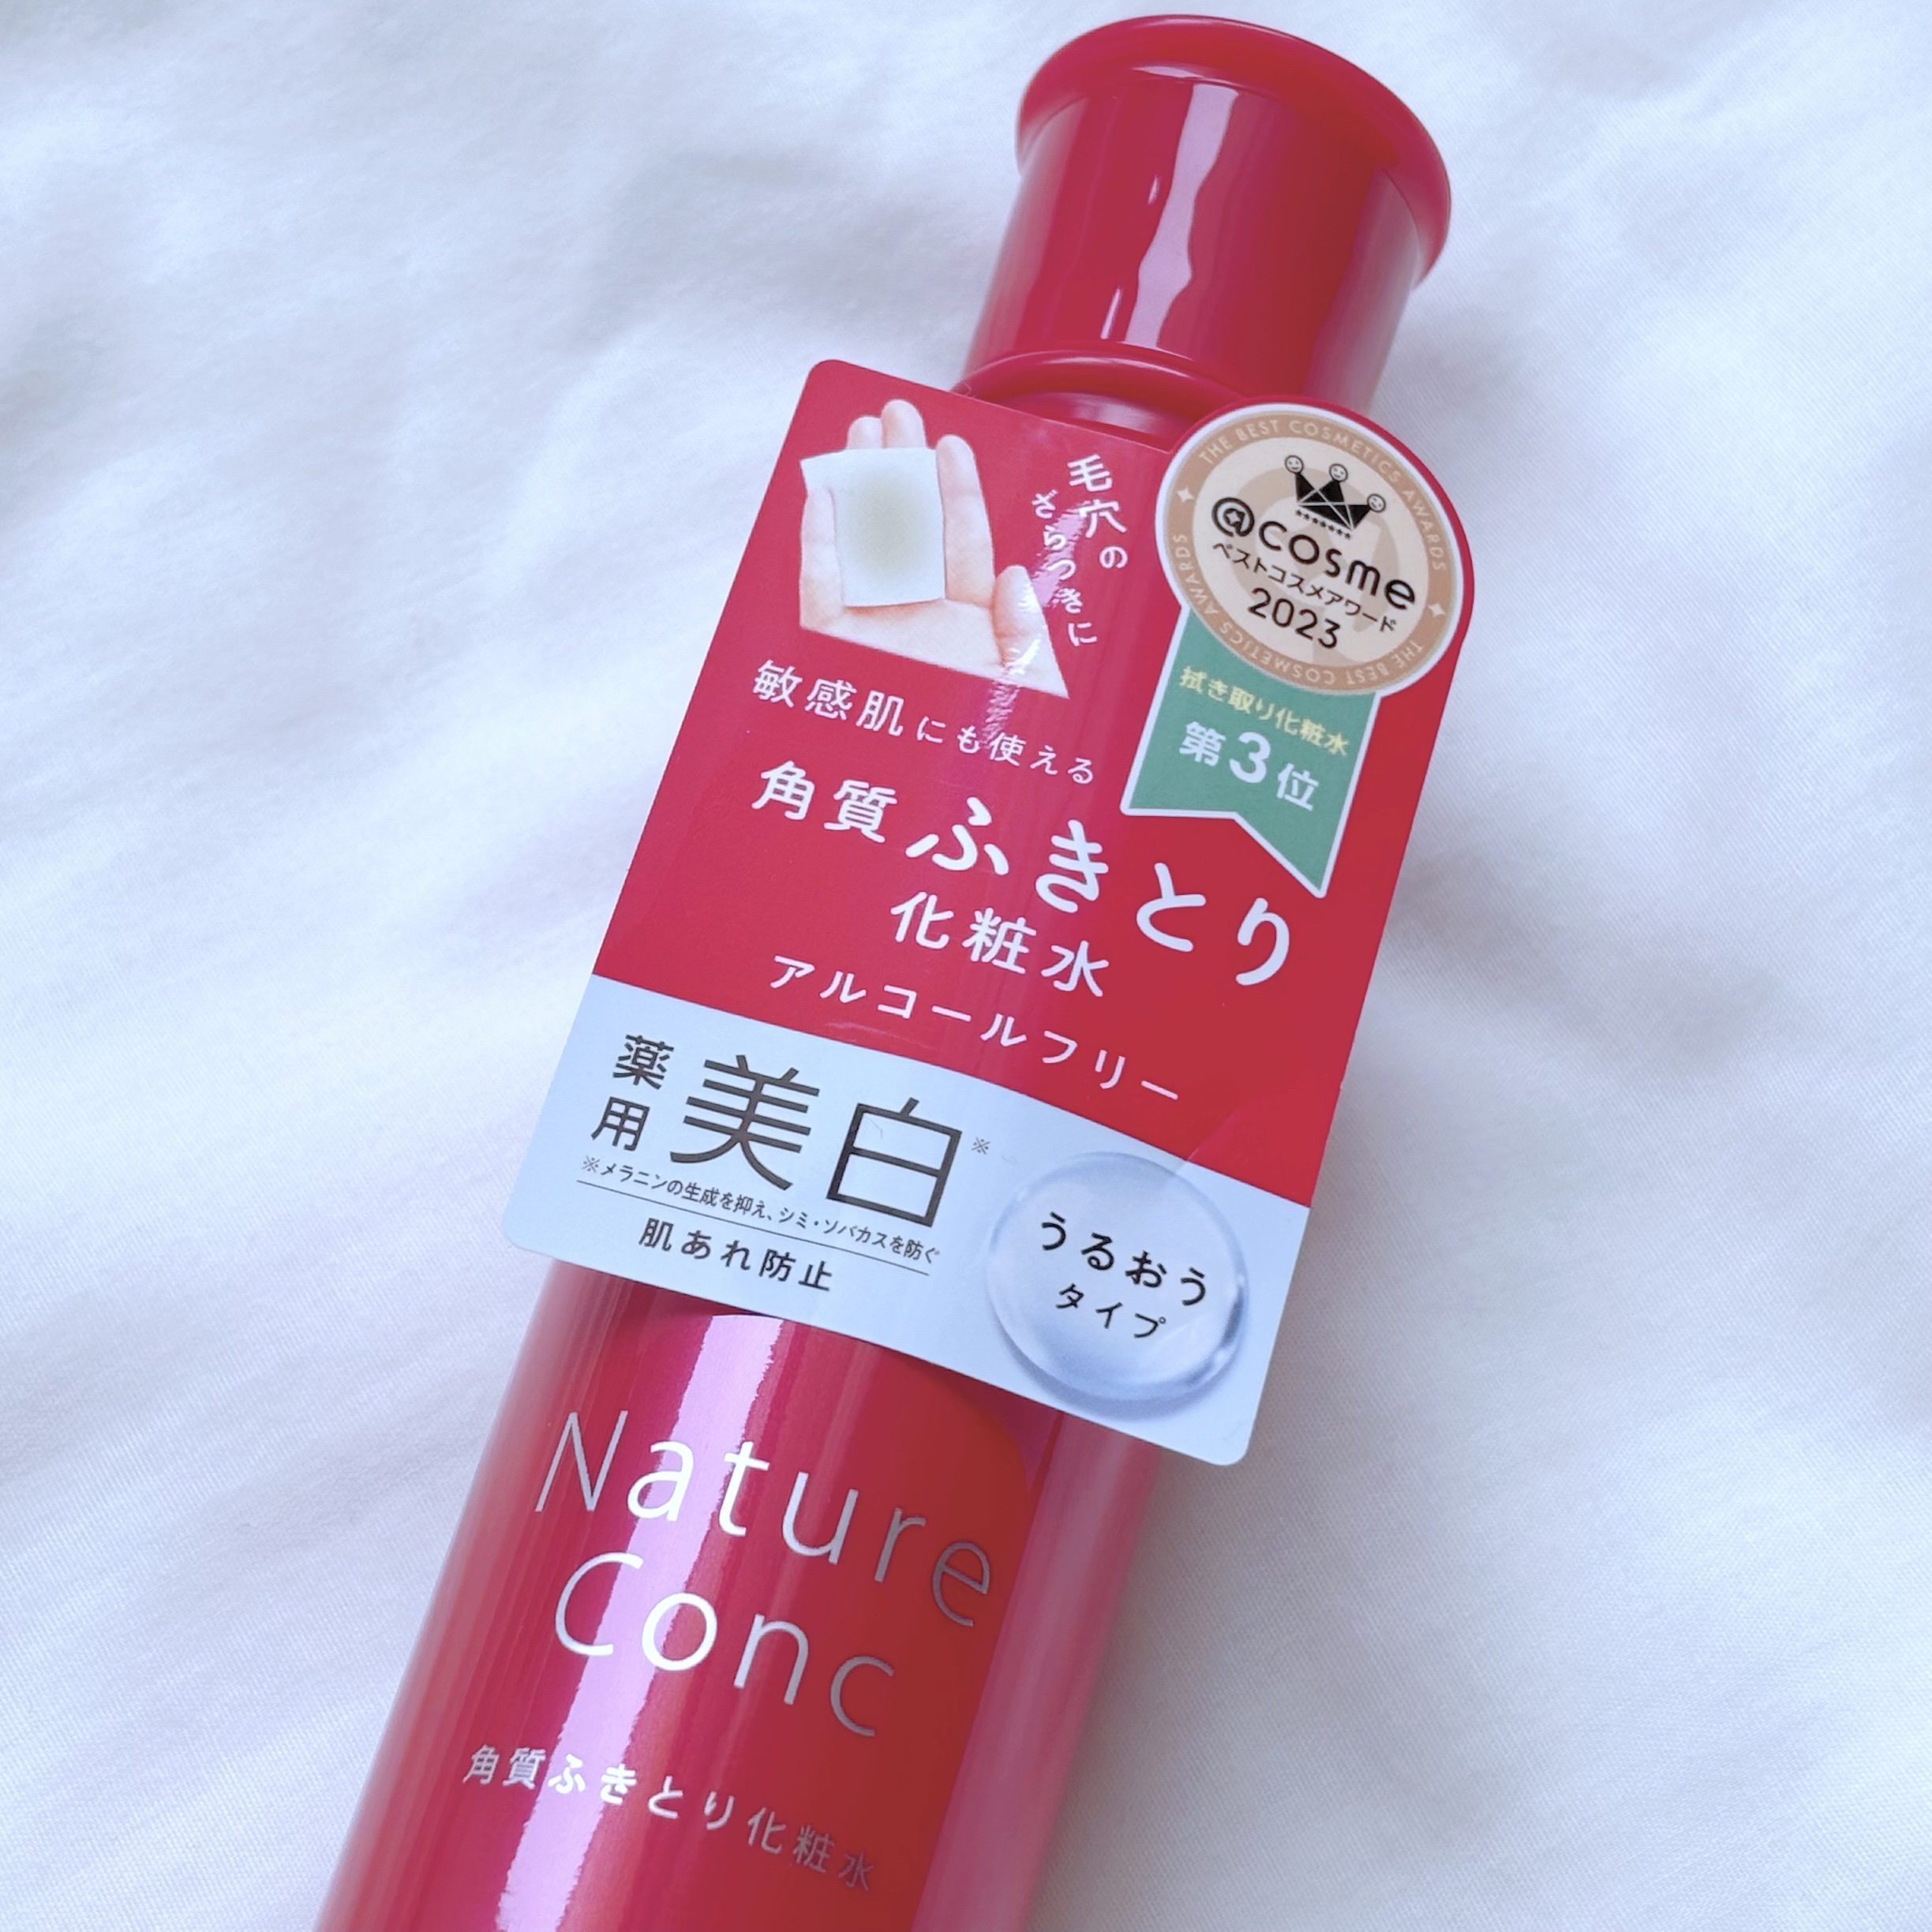 THE BEST COSMETICS AWARDS
THE BEST COSMETICS AWARDS
@cosme
ベストコスメアワード
2023
拭き取り化粧水
第3位
毛穴の
ざらつきに
敏感肌にも使える
角質ふきとり
化粧水
アルコールフリー
薬用
美白※
※メラニンの生成を抑え、シミ・ソバカスを防ぐ
肌あれ防止
うるおう
タイプ
Nature
Conc
角質ふきとり化粧水